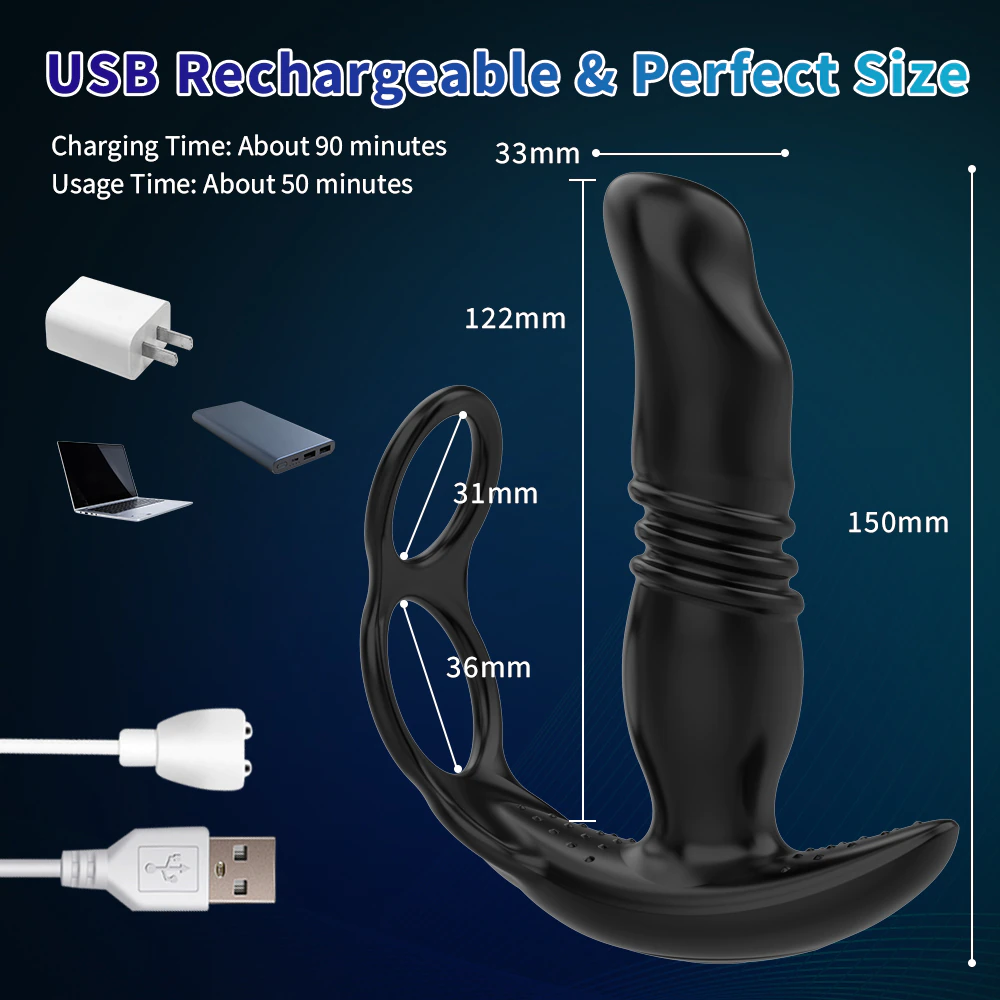 USB Rechargeable & Perfect Size
Charging Time: About 90 minutes
Usage Time: About 50 minutes
33mm
122mm
31mm
150mm
36mm